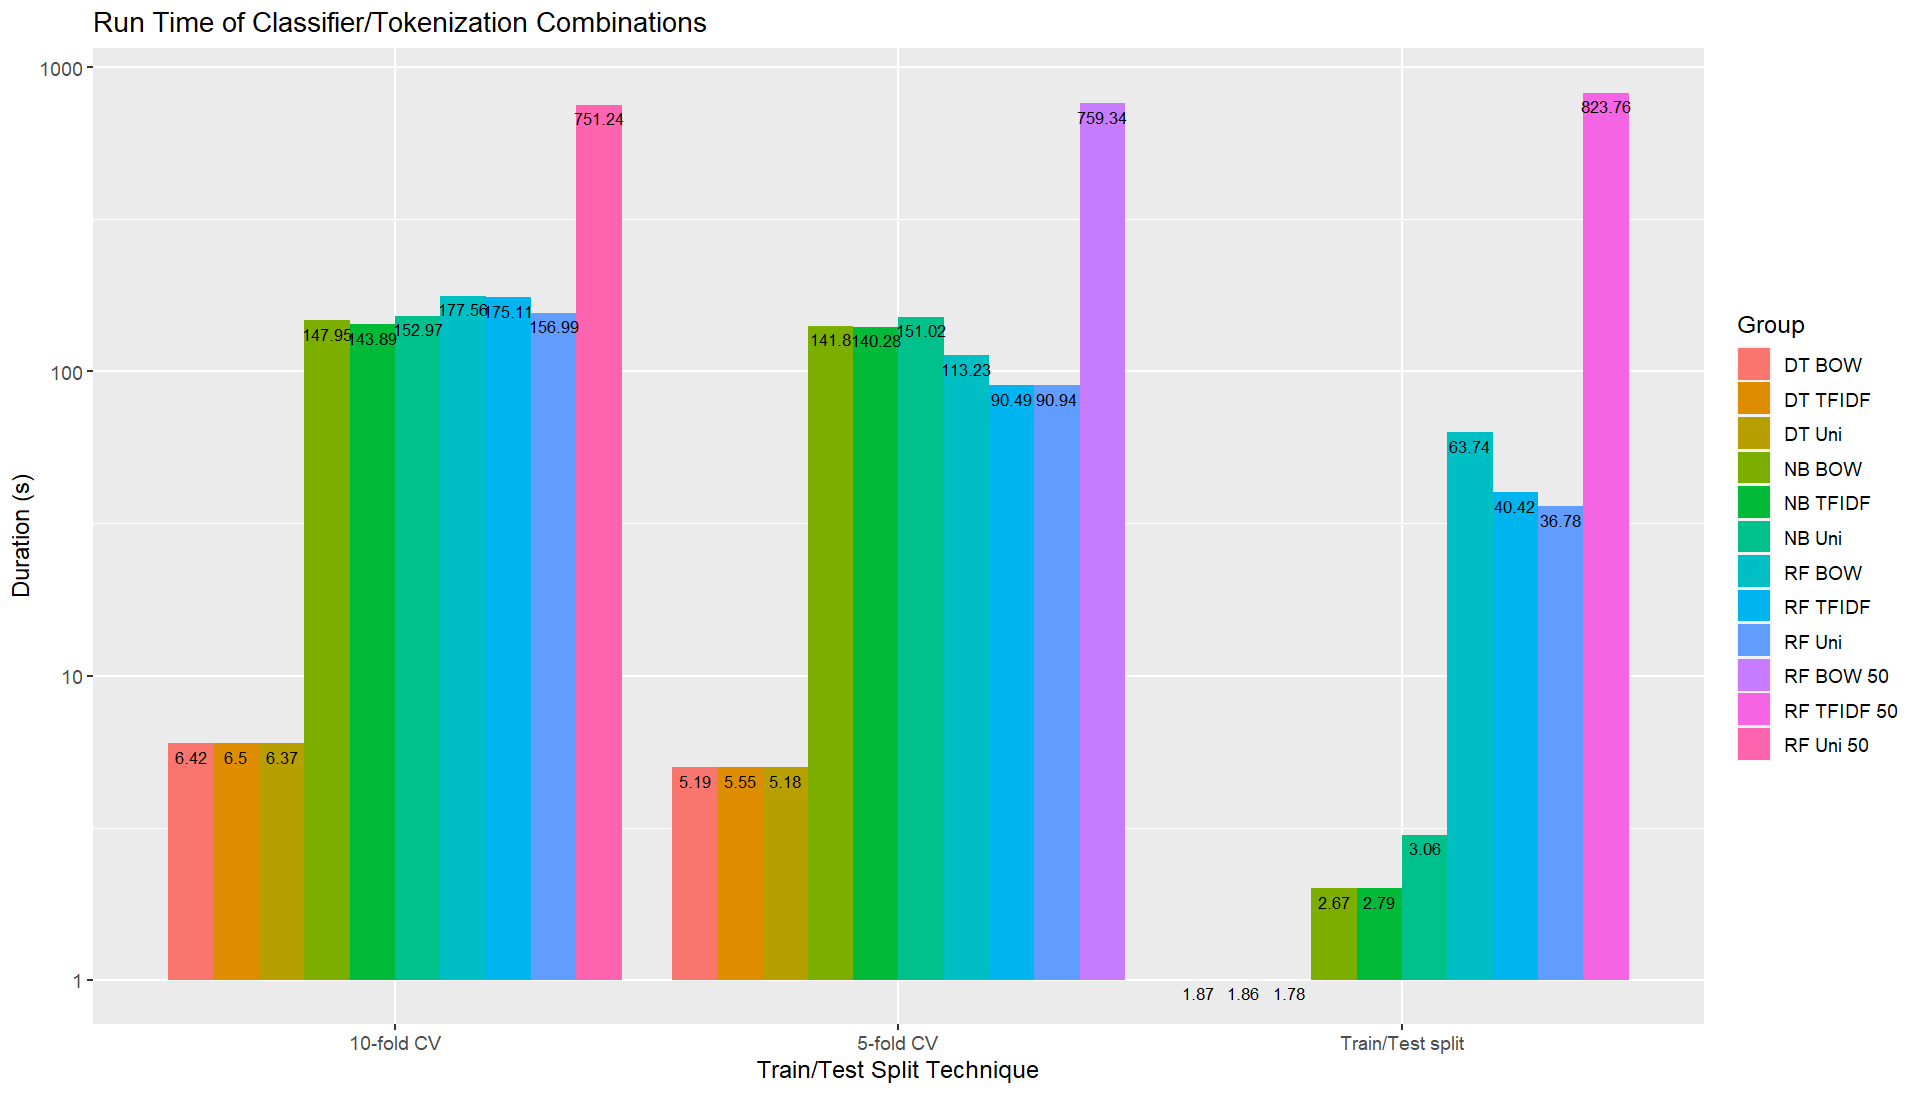 Run Time of Classifier/Tokenization Combinations
1000
100
10
1
Duration (s)
751.24
759.34
823.76
147.95
143.89
152.97
177.56
175.11
156.99
141.8
140.28
151.02
113.23
90.49
90.94
63.74
40.42
36.78
6.42
6.5
6.37
5.19
5.55
5.18
2.67
2.79
3.06
1.87
1.86
1.78
10-fold CV
5-fold CV
Train/Test split
Train/Test Split Technique
Group
DT BOW
DT TFIDF
DT Uni
NB BOW
NB TFIDF
NB Uni
RF BOW
RF TFIDF
RF Uni
RF BOW 50
RF TFIDF 50
RF Uni 50